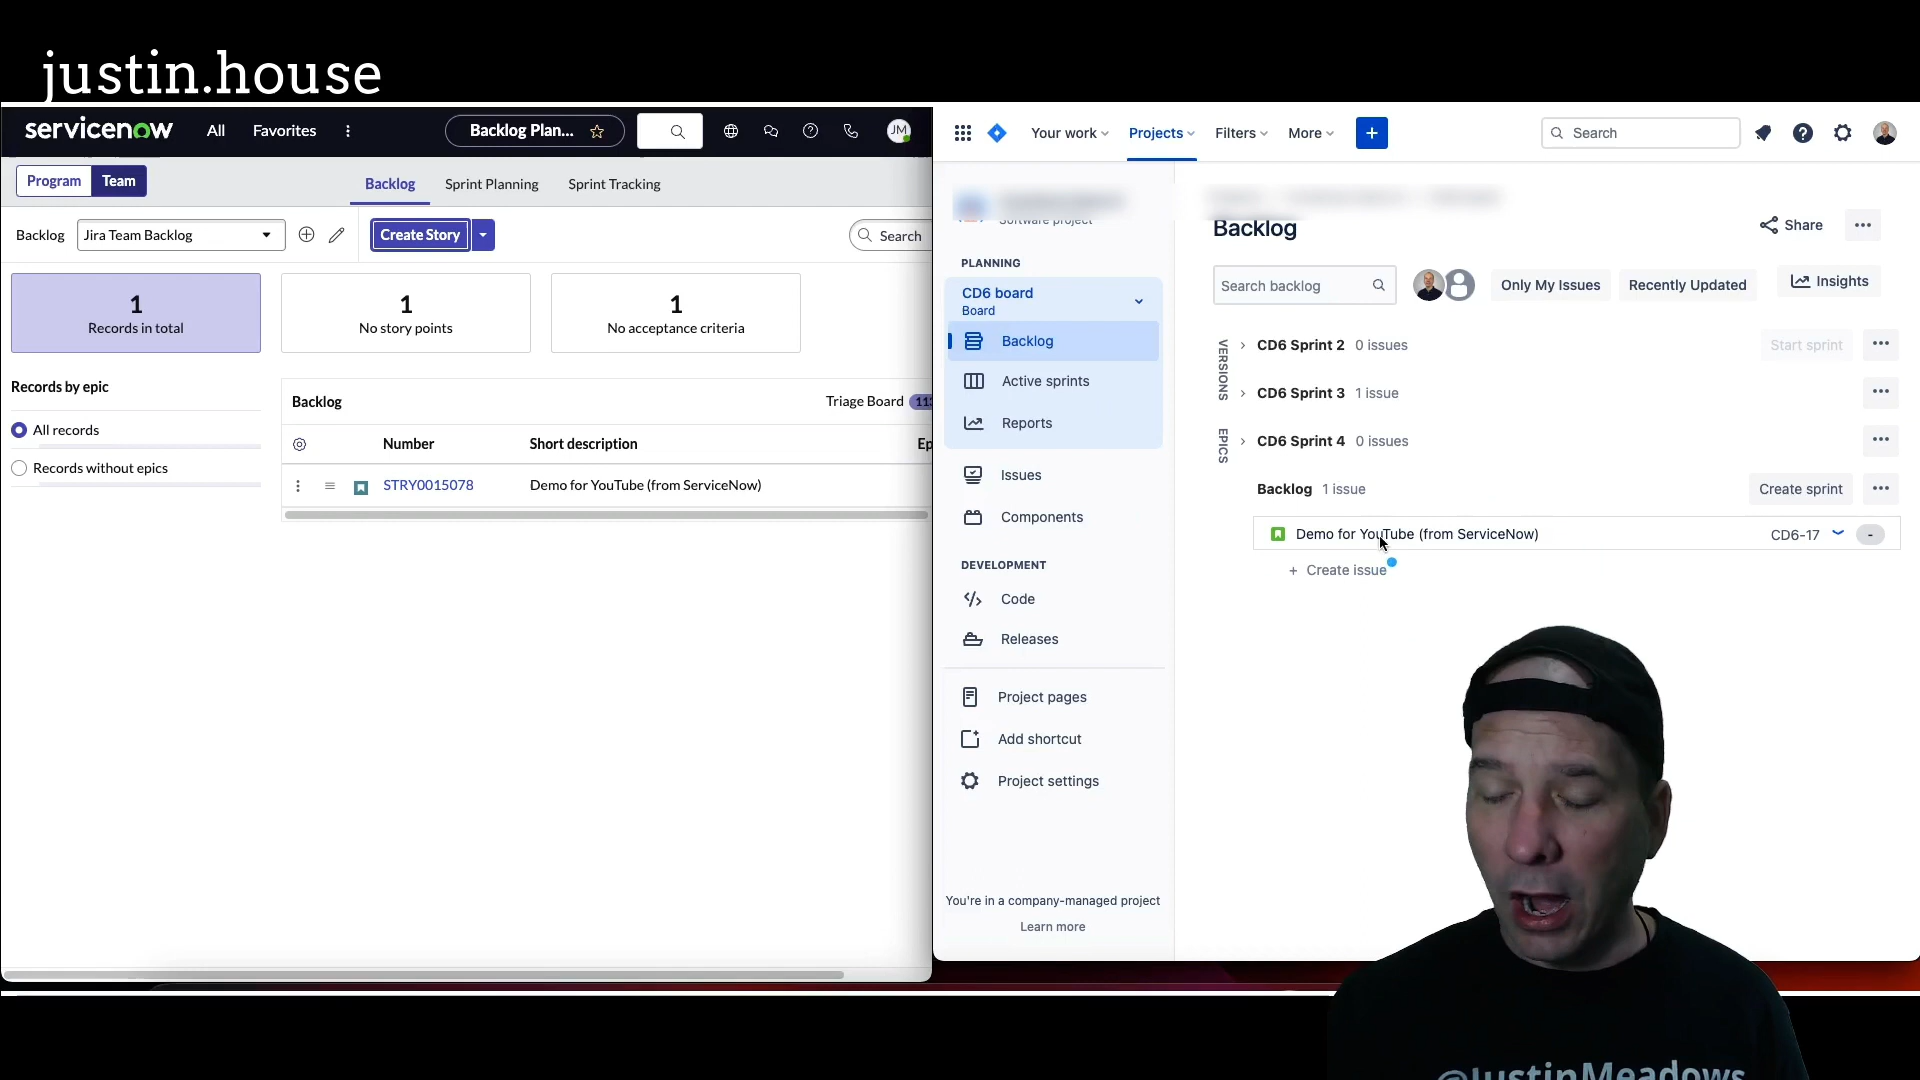 justin.house
servicenow
All
Favorites
Backlog Plan...
JM
Program
Team
Backlog
Sprint Planning
Sprint Tracking
Backlog
Jira Team Backlog
Create Story
Search
1
Records in total
1
No story points
1
No acceptance criteria
Records by epic
All records
Records without epics
Backlog
Triage Board
Number
Short description
Ep
STRY0015078
Demo for YouTube (from ServiceNow)
Your work
Projects
Filters
More
+
Search
Software project
PLANNING
CD6 board
Board
Backlog
Active sprints
Reports
Issues
Components
DEVELOPMENT
Code
Releases
Project pages
Add shortcut
Project settings
You're in a company-managed project
Learn more
Backlog
Share
Search backlog
Only My Issues
Recently Updated
Insights
VERSIONS
EPICS
CD6 Sprint 2 0 issues
Start sprint
CD6 Sprint 3 1 issue
CD6 Sprint 4 0 issues
Backlog 1 issue
Create sprint
Demo for YouTube (from ServiceNow)
CD6-17
-
+ Create issue
@JustinMeadows